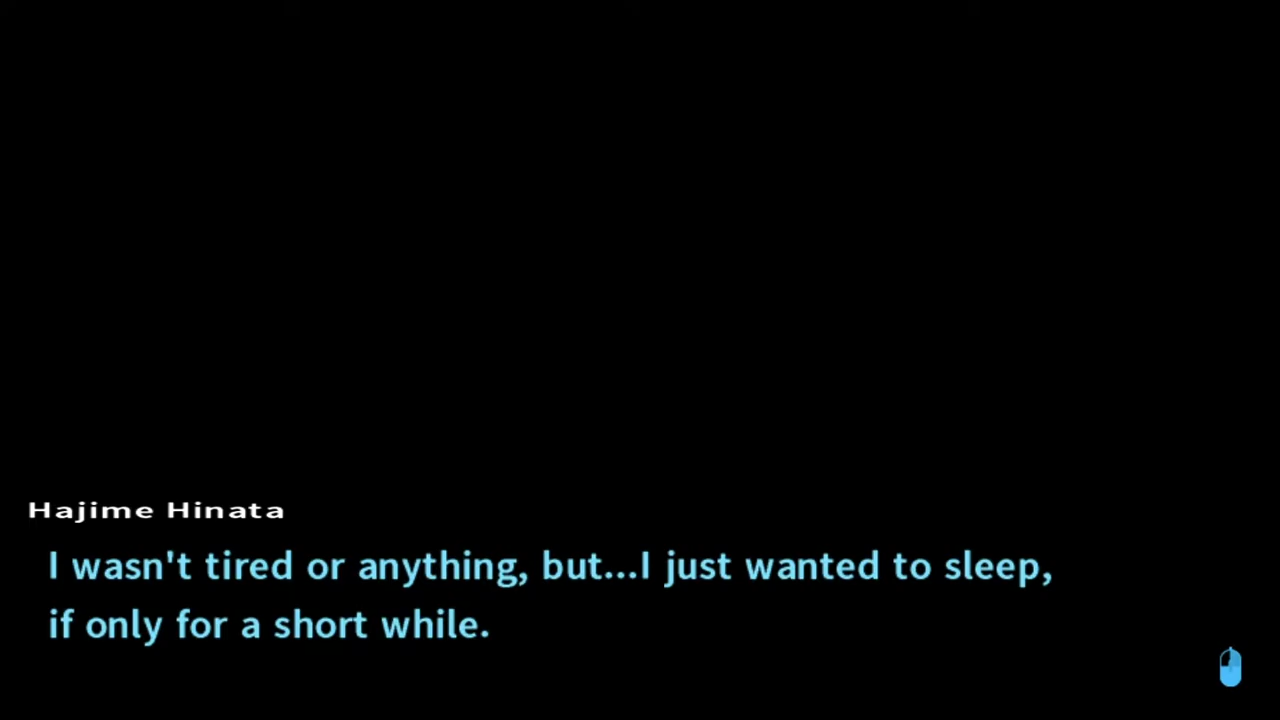 Hajime Hinata
I wasn't tired or anything, but...I just wanted to sleep,
if only for a short while.